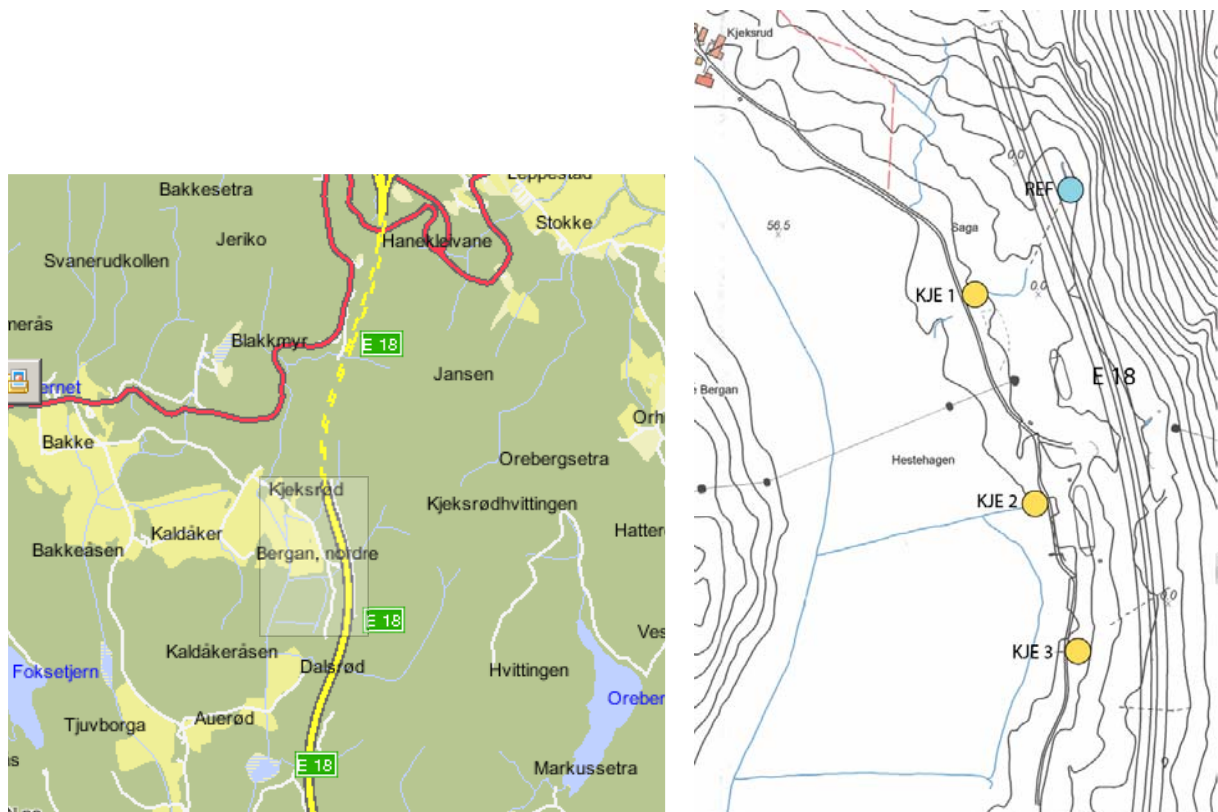 Bakkesetra
Leppestad
Stokke
Jeriko
Hanekleivane
Svanerudkollen
nerås
Blakkmyr
E 18
ernet
Jansen
Orh
Bakke
Orebergsetra
Kjeksrød
Kjeksrødhvittingen
Kaldåker
Hatter
Bakkeåsen
Bergan, nordre
E 18
Ves
Kaldåkeråsen
Dalsrød
Foksetjern
Hvittingen
Oreber
Tjuvborga
Auerød
E 18
Markussetra
Kjeksrud
0,0
REF
56.5
Saga
0,0
KJE 1
E 18
Bergan
Hestehagen
KJE 2
0,0
KJE 3